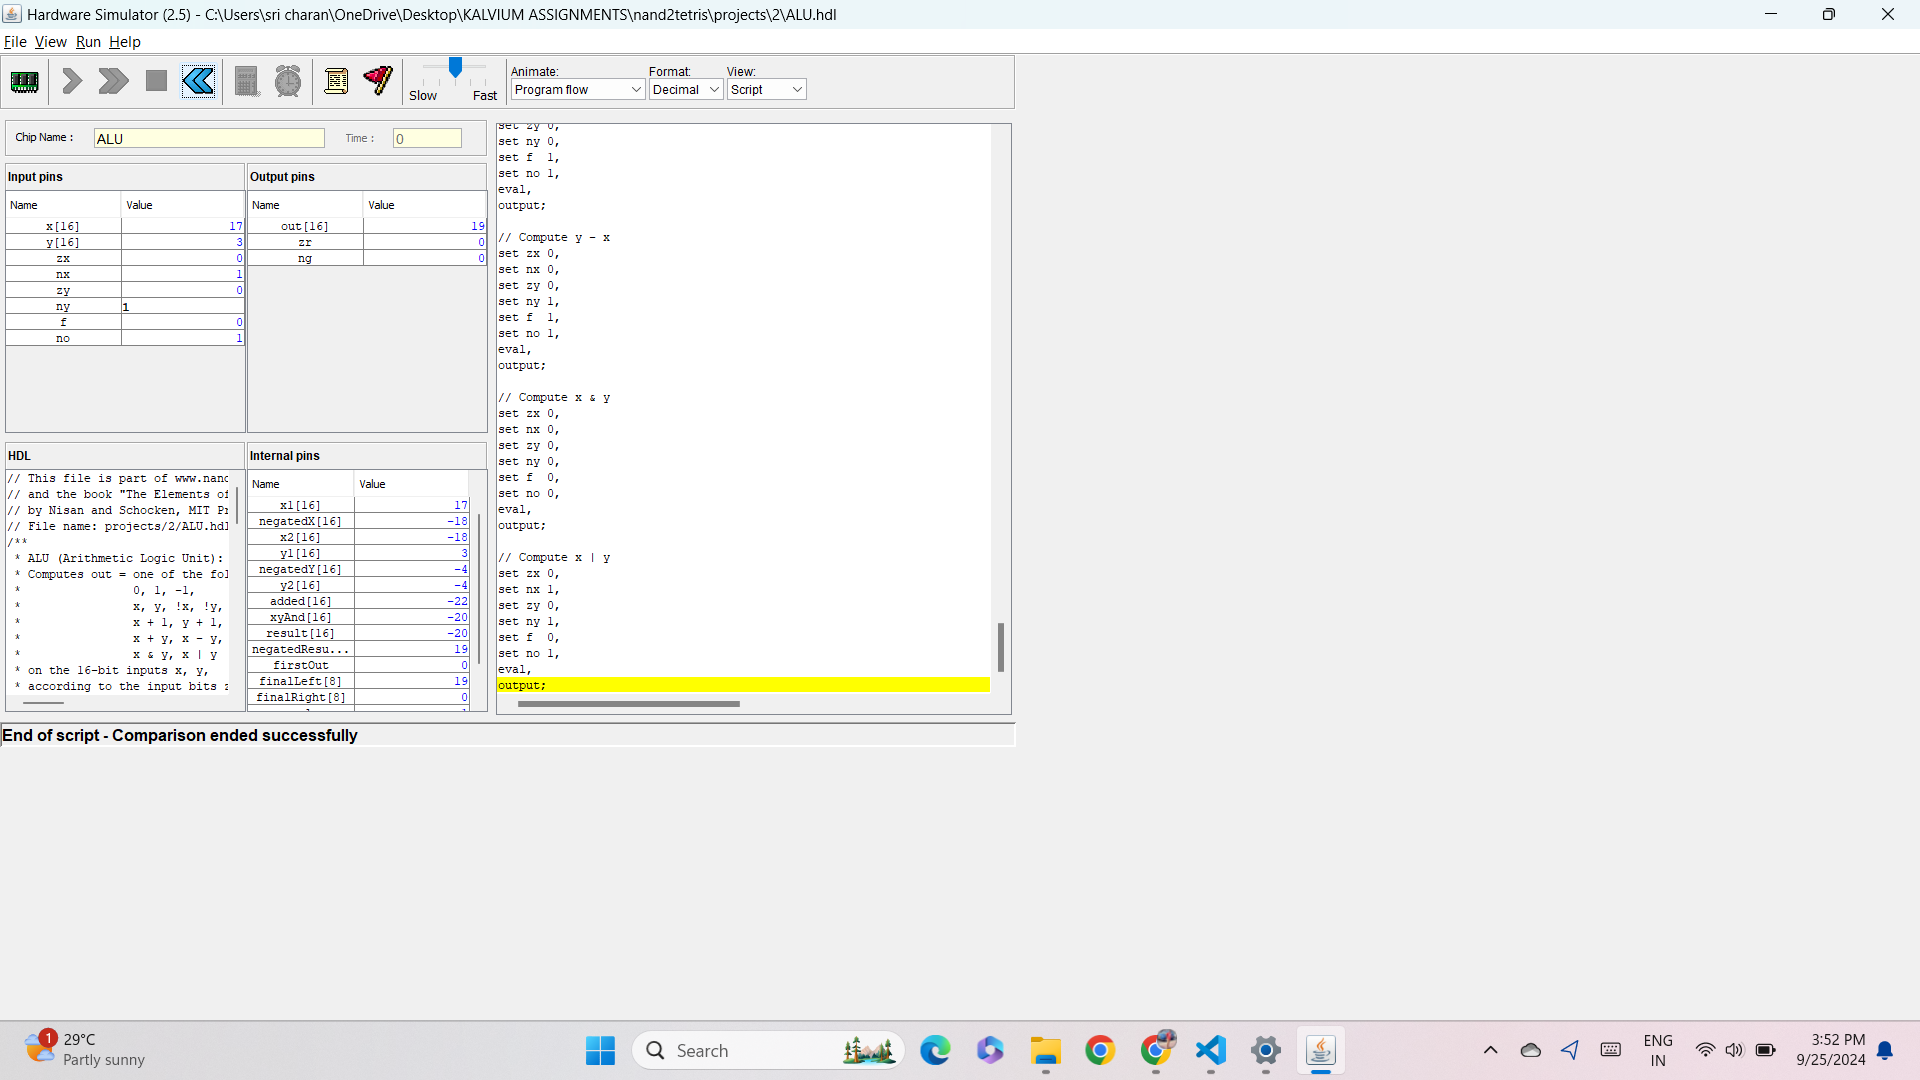 Hardware Simulator (2.5) - C:\Users\sri charan\OneDrive\Desktop\KALVIUM ASSIGNMENTS\nand2tetris\projects\2\ALU.hdl
File View Run Help
Slow Fast
Animate: Format: View:
Program flow Decimal Script
Chip Name : ALU Time : 0
Input pins
Name Value
x[16] 17
y[16] 3
zx 0
nx 1
zy 0
ny 1
f 0
no 1
Output pins
Name Value
out[16] 19
zr 0
ng 0
HDL
// This file is part of www.nand
// and the book "The Elements of
// by Nisan and Schocken, MIT Pr
// File name: projects/2/ALU.hdl
/**
* ALU (Arithmetic Logic Unit):
* Computes out = one of the fol
* 0, 1, -1,
* x, y, !x, !y,
* x + 1, y + 1,
* x + y, x - y,
* x & y, x | y
* on the 16-bit inputs x, y,
* according to the input bits z
Internal pins
Name Value
x1[16] 17
negatedX[16] -18
x2[16] -18
y1[16] 3
negatedY[16] -4
y2[16] -4
added[16] -22
xyAnd[16] -20
result[16] -20
negatedResu... 19
firstOut 0
finalLeft[8] 19
finalRight[8] 0
set zy 0,
set ny 0,
set f 1,
set no 1,
eval,
output;
// Compute y - x
set zx 0,
set nx 0,
set zy 0,
set ny 1,
set f 1,
set no 1,
eval,
output;
// Compute x & y
set zx 0,
set nx 0,
set zy 0,
set ny 0,
set f 0,
set no 0,
eval,
output;
// Compute x | y
set zx 0,
set nx 1,
set zy 0,
set ny 1,
set f 0,
set no 1,
eval,
output;
End of script - Comparison ended successfully
1
29°C
Partly sunny
Search
ENG
IN
3:52 PM
9/25/2024